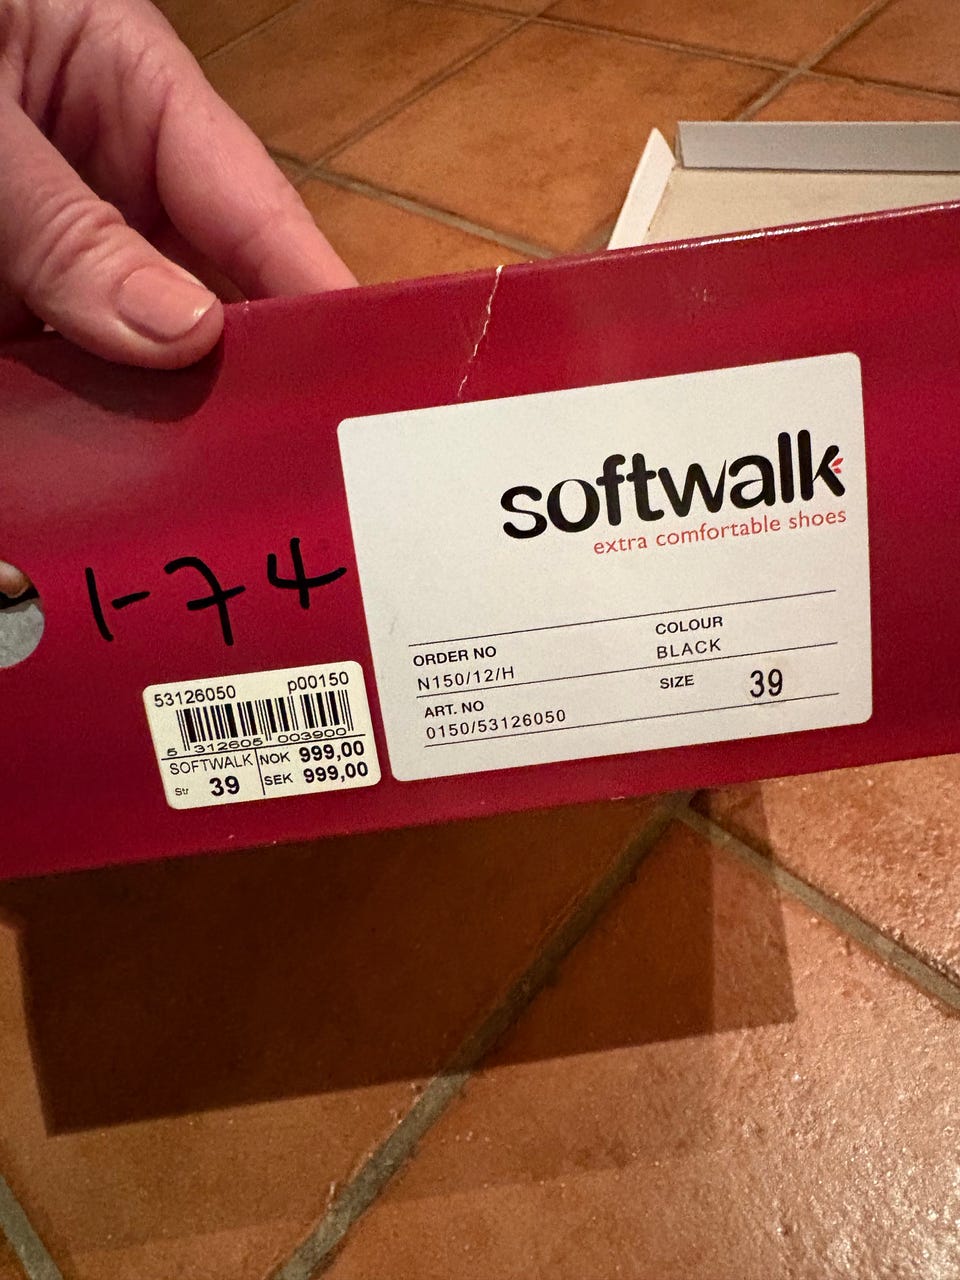 softwalk
extra comfortable shoes
ORDER NO
N150/12/H
COLOUR
BLACK
ART. NO
0150/53126050
SIZE 39
1-74
53126050 p00150
5 312605 003900
SOFTWALK NOK 999,00
Str 39 SEK 999,00